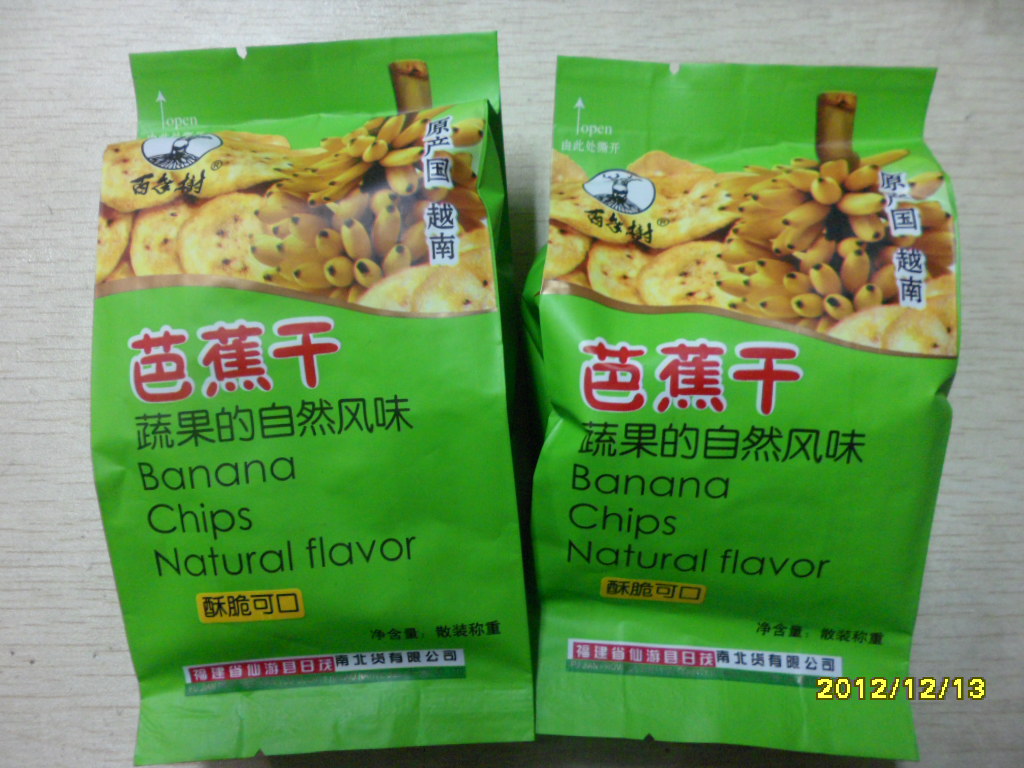 open
西冬樹®
原产国 越南
芭蕉干
蔬果的自然风味
Banana
Chips
Natural flavor
酥脆可口
净含量：散装称重
福建省仙游县日茂南北货有限公司
open
由此处撕开
西冬樹®
原产国 越南
芭蕉干
蔬果的自然风味
Banana
Chips
Natural flavor
酥脆可口
净含量：散装称重
福建省仙游县日茂南北货有限公司
2012/12/13